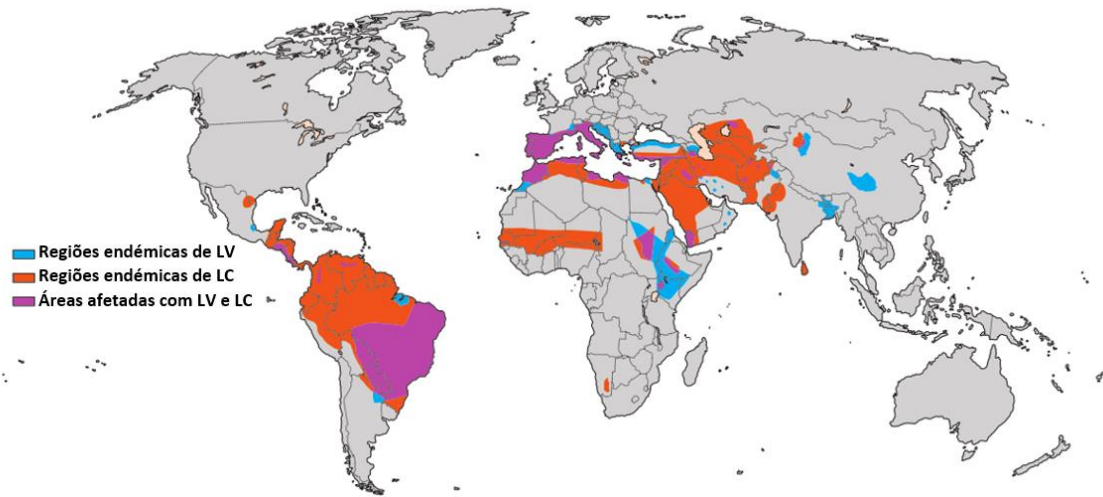 Regiões endémicas de LV
Regiões endémicas de LC
Áreas afetadas com LV e LC